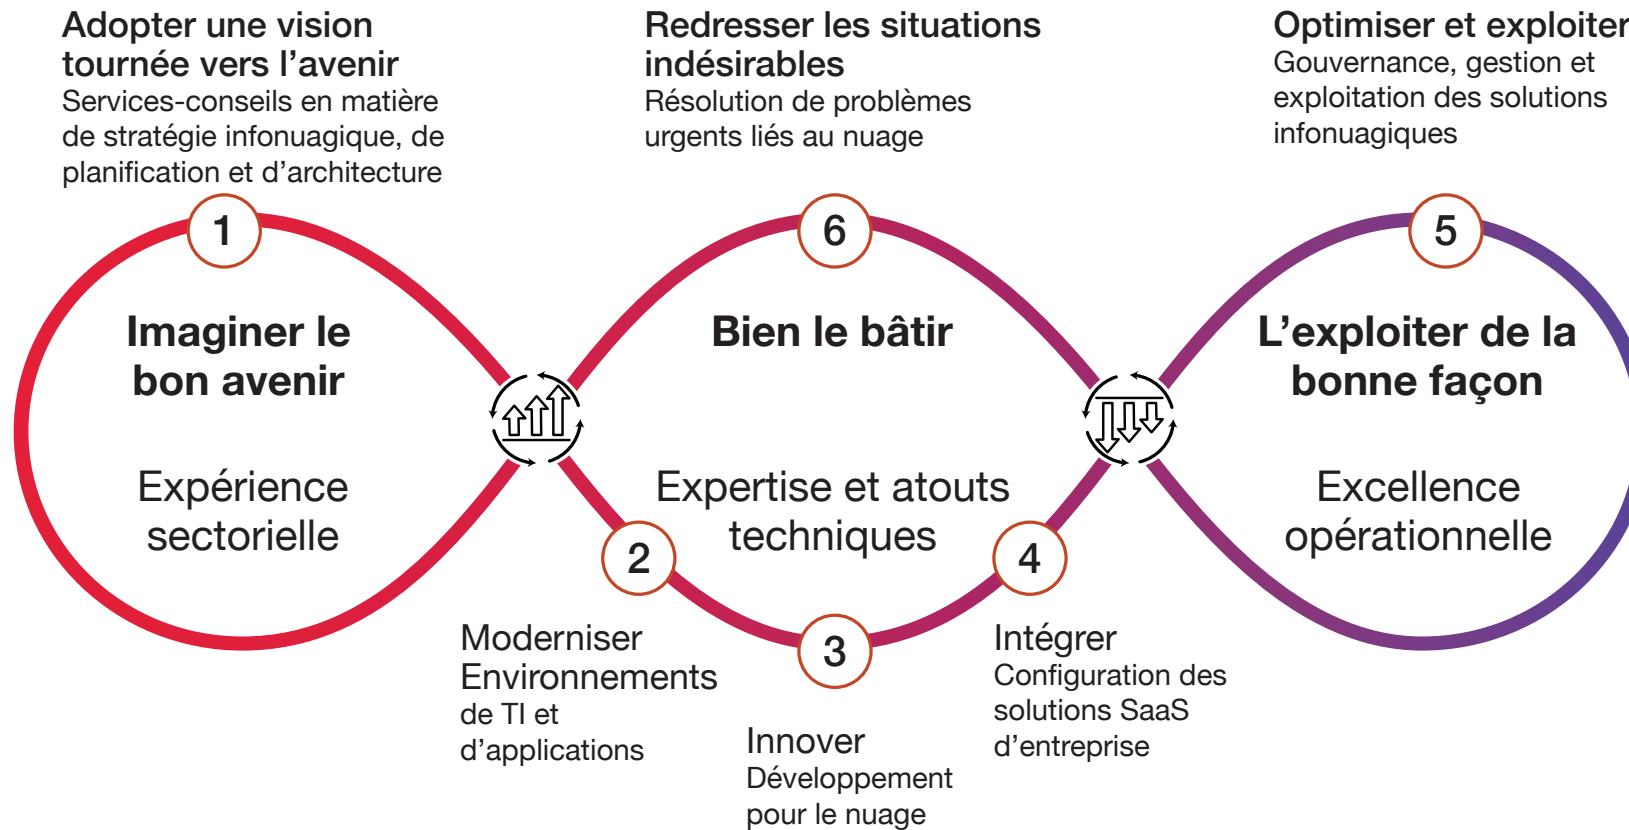 Adopter une vision
tournée vers l’avenir
Services-conseils en matière
de stratégie infonuagique, de
planification et d’architecture
Redresser les situations
indésirables
Résolution de problèmes
urgents liés au nuage
Optimiser et exploiter
Gouvernance, gestion et
exploitation des solutions
infonuagiques
1
6
5
Imaginer le
bon avenir
Bien le bâtir
L’exploiter de la
bonne façon
Expérience
sectorielle
Expertise et atouts
techniques
Excellence
opérationnelle
2
3
4
Moderniser
Environnements
de TI et
d’applications
Innover
Développement
pour le nuage
Intégrer
Configuration des
solutions SaaS
d’entreprise